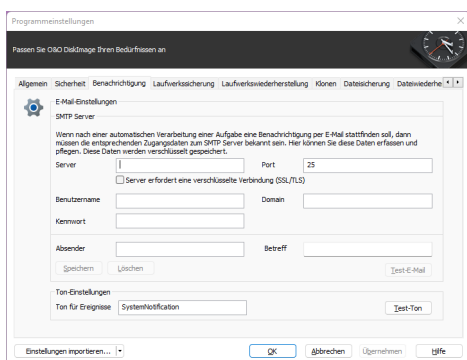 Programmeinstellungen
Passen Sie O&O DiskImage Ihren Bedürfnissen an
Allgemein Sicherheit Benachrichtigung Laufwerkssicherung Laufwerkswiederherstellung Klonen Dateisicherung Dateiwiederhe
E-Mail-Einstellungen
SMTP Server
Wenn nach einer automatischen Verarbeitung einer Aufgabe eine Benachrichtigung per E-Mail stattfinden soll, dann
müssen die entsprechenden Zugangsdaten zum SMTP Server bekannt sein. Hier können Sie diese Daten erfassen und
pflegen. Diese Daten werden verschlüsselt gespeichert.
Server Port 25
Server erfordert eine verschlüsselte Verbindung (SSL/TLS)
Benutzername Domain
Kennwort
Absender Betreff
Speichern Löschen Test-E-Mail
Ton-Einstellungen
Ton für Ereignisse SystemNotification Test-Ton
Einstellungen importieren... OK Abbrechen Übernehmen Hilfe